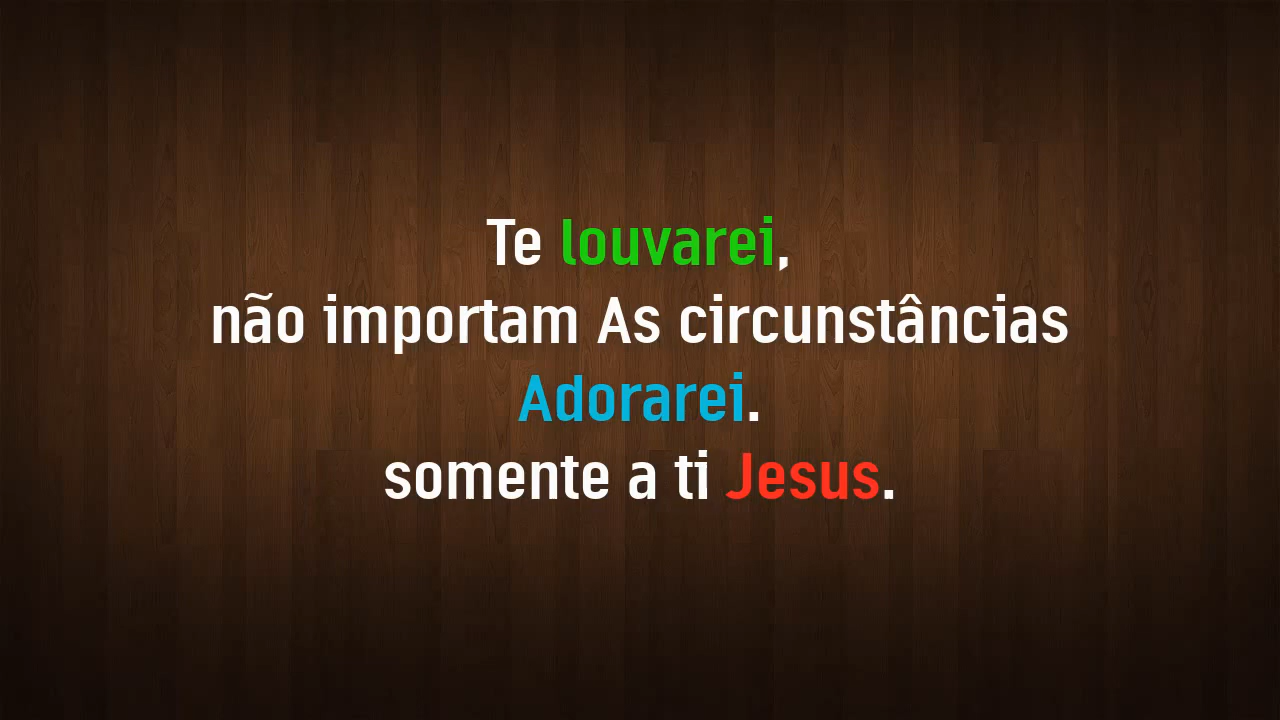 Te louvarei,
não importam As circunstâncias
Adorarei.
somente a ti Jesus.